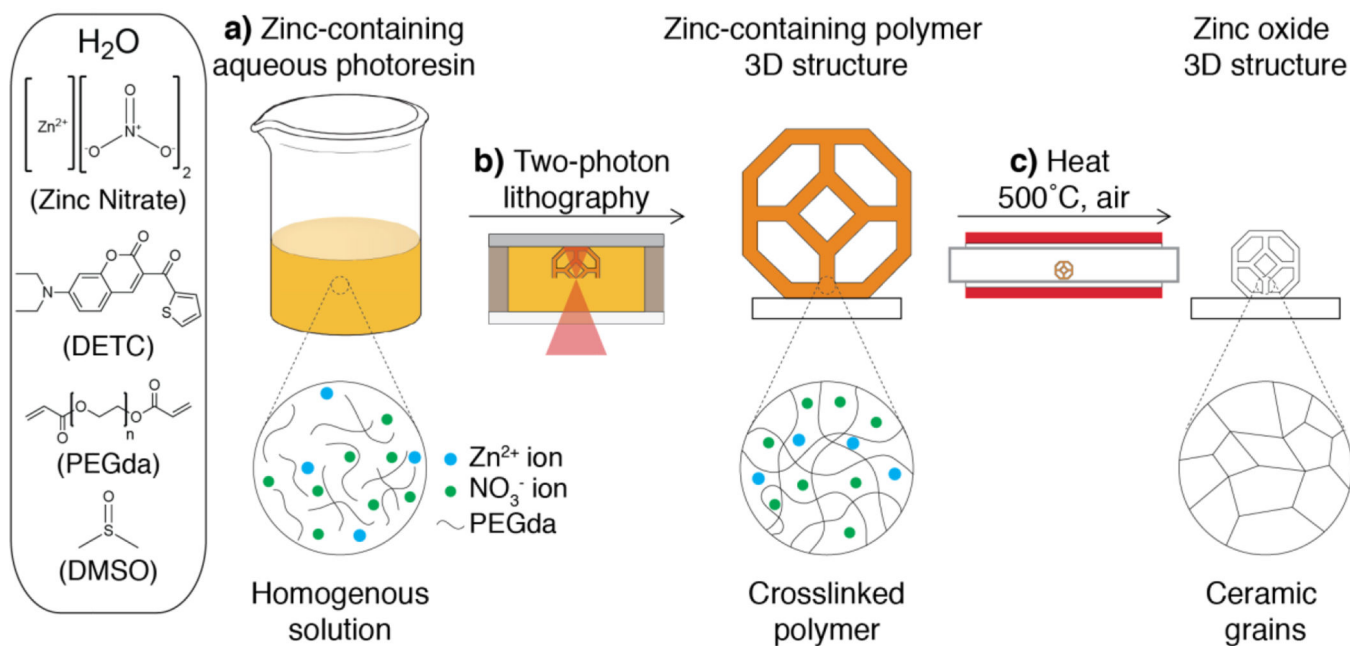 H₂O
[Zn²⁺] [O N⁺ ⁻O O⁻]₂
(Zinc Nitrate)
O O O N S
(DETC)
O O O n O
(PEGda)
O S
(DMSO)
a) Zinc-containing
aqueous photoresin
b) Two-photon
lithography
Zinc-containing polymer
3D structure
c) Heat
500˚C, air
Zinc oxide
3D structure
Zn²⁺ ion
NO₃⁻ ion
PEGda
Homogenous
solution
Crosslinked
polymer
Ceramic
grains